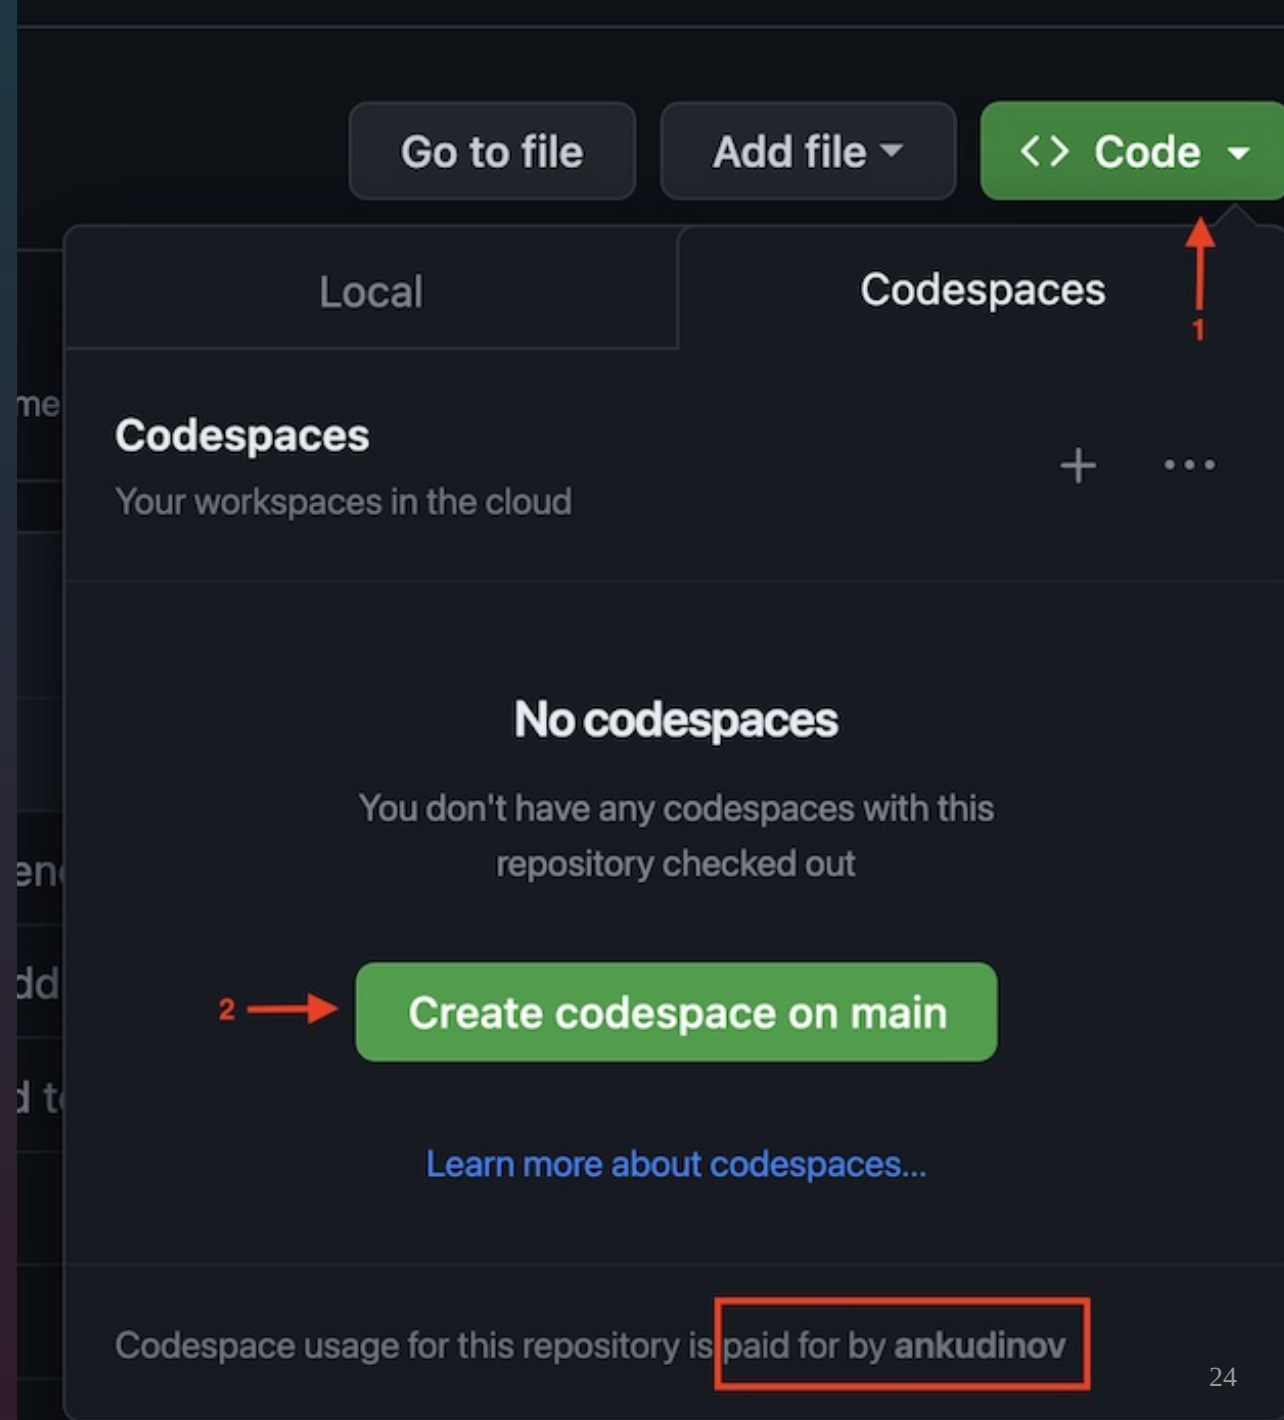 Go to file
Add file
<> Code
Local
Codespaces
1
me
Codespaces
Your workspaces in the cloud
No codespaces
You don't have any codespaces with this
repository checked out
dd
2
Create codespace on main
Learn more about codespaces...
Codespace usage for this repository is paid for by ankudinov
24